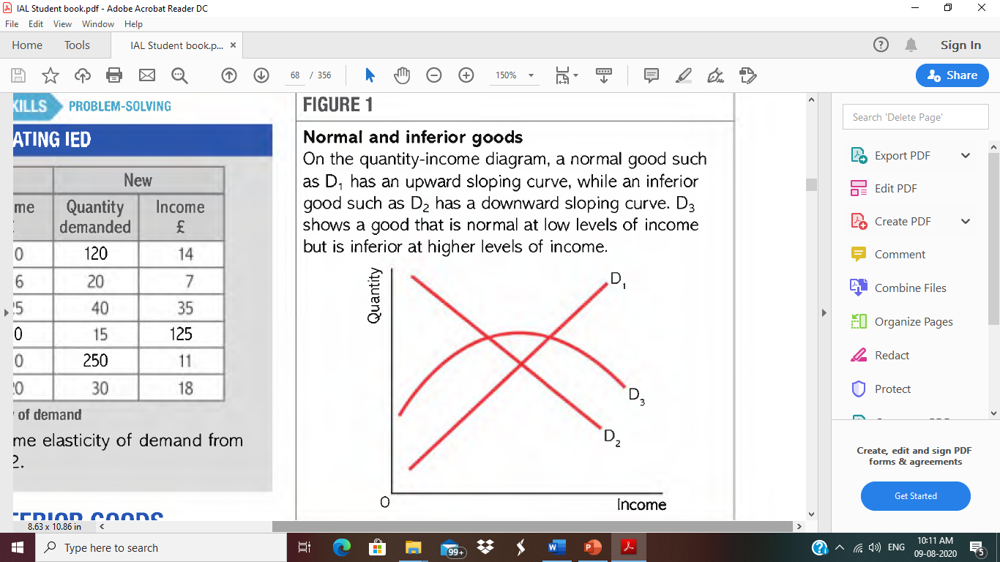 IAL Student book.pdf - Adobe Acrobat Reader DC
File Edit View Window Help
Home Tools IAL Student book.p... ×
Sign In
68 / 356
150%
Share
KILLS PROBLEM-SOLVING
ATING IED
New
me Quantity demanded Income £
0 120 14
6 20 7
25 40 35
0 15 125
0 250 11
20 30 18
of demand
me elasticity of demand from
2.
FERIOR GOODS
8.63 x 10.86 in
FIGURE 1
Normal and inferior goods
On the quantity-income diagram, a normal good such
as D₁ has an upward sloping curve, while an inferior
good such as D₂ has a downward sloping curve. D₃
shows a good that is normal at low levels of income
but is inferior at higher levels of income.
Quantity
D₁
D₃
D₂
O
Income
Search 'Delete Page'
Export PDF
Edit PDF
Create PDF
Comment
Combine Files
Organize Pages
Redact
Protect
Create, edit and sign PDF
forms & agreements
Get Started
Type here to search
99+
ENG
10:11 AM
09-08-2020
5